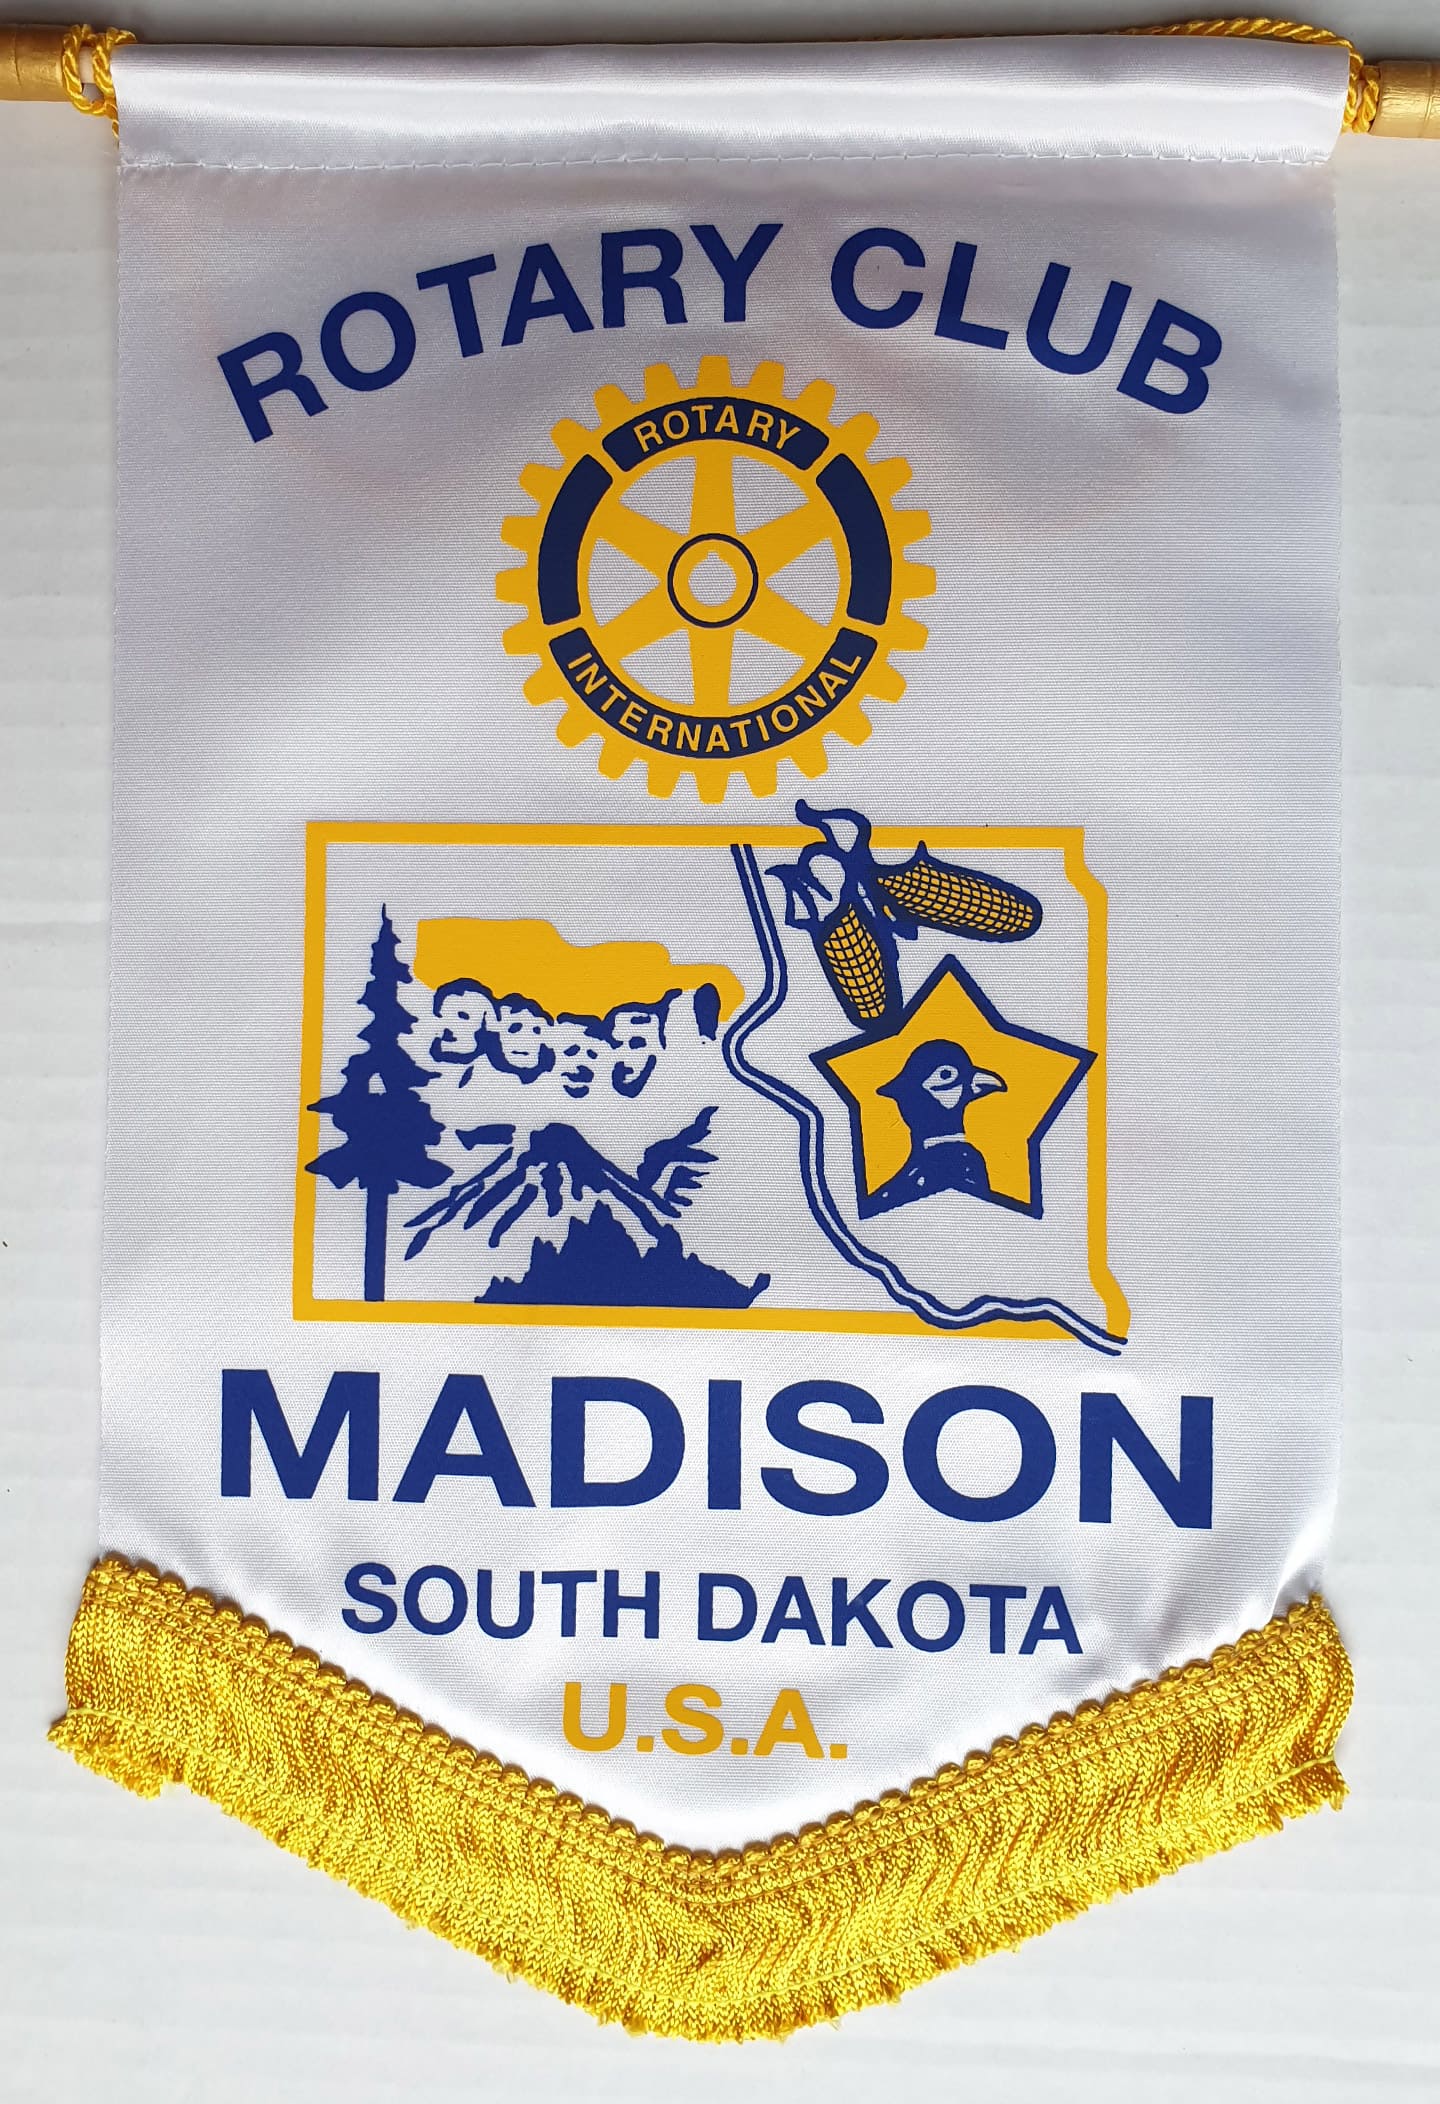 ROTARY CLUB
ROTARY
INTERNATIONAL
MADISON
SOUTH DAKOTA
U.S.A.